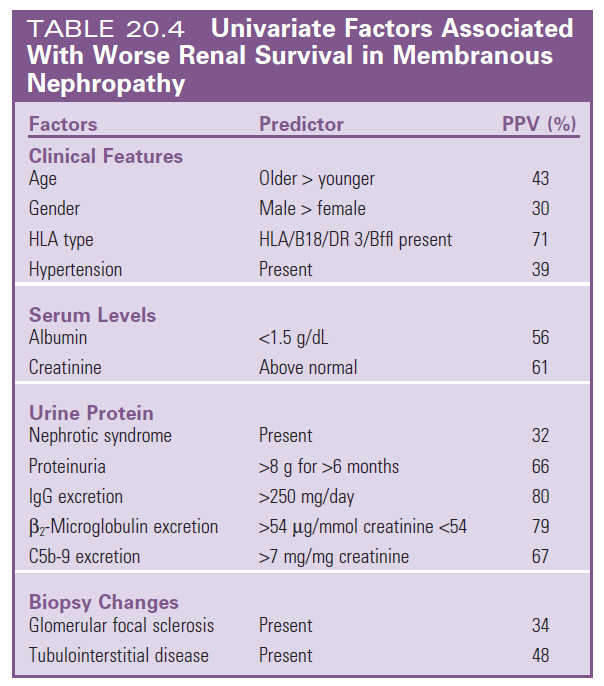 TABLE 20.4 Univariate Factors Associated
With Worse Renal Survival in Membranous
Nephropathy
Factors Predictor PPV (%)
Clinical Features
Age Older > younger 43
Gender Male > female 30
HLA type HLA/B18/DR 3/Bffl present 71
Hypertension Present 39
Serum Levels
Albumin <1.5 g/dL 56
Creatinine Above normal 61
Urine Protein
Nephrotic syndrome Present 32
Proteinuria >8 g for >6 months 66
IgG excretion >250 mg/day 80
β₂-Microglobulin excretion >54 μg/mmol creatinine <54 79
C5b-9 excretion >7 mg/mg creatinine 67
Biopsy Changes
Glomerular focal sclerosis Present 34
Tubulointerstitial disease Present 48